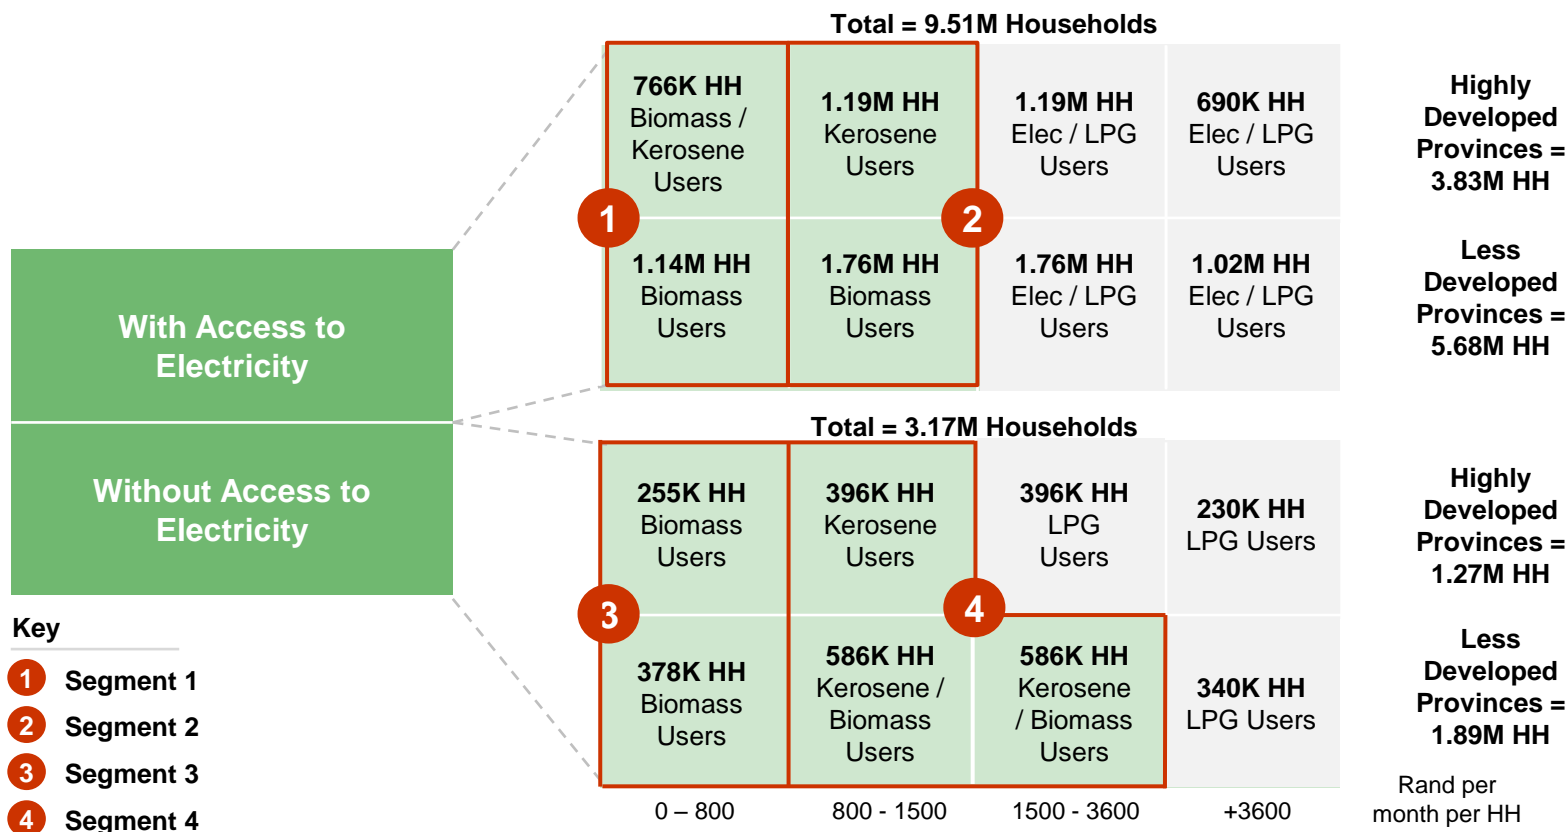 Total = 9.51M Households
766K HH
Biomass /
Kerosene
Users
1.19M HH
Kerosene
Users
1.19M HH
Elec / LPG
Users
690K HH
Elec / LPG
Users
Highly
Developed
Provinces =
3.83M HH
1
2
1.14M HH
Biomass
Users
1.76M HH
Biomass
Users
1.76M HH
Elec / LPG
Users
1.02M HH
Elec / LPG
Users
Less
Developed
Provinces =
5.68M HH
With Access to
Electricity
Without Access to
Electricity
Total = 3.17M Households
255K HH
Biomass
Users
396K HH
Kerosene
Users
396K HH
LPG
Users
230K HH
LPG Users
Highly
Developed
Provinces =
1.27M HH
3
4
378K HH
Biomass
Users
586K HH
Kerosene /
Biomass
Users
586K HH
Kerosene
/ Biomass
Users
340K HH
LPG Users
Less
Developed
Provinces =
1.89M HH
0 – 800
800 - 1500
1500 - 3600
+3600
Rand per
month per HH
Key
1 Segment 1
2 Segment 2
3 Segment 3
4 Segment 4